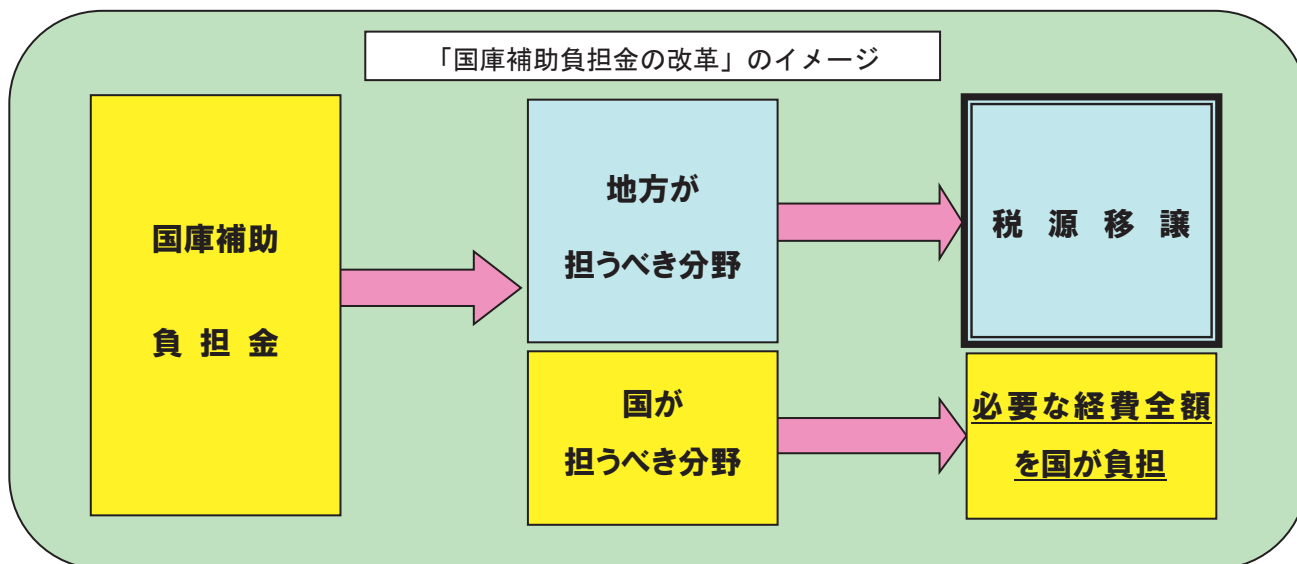 「国庫補助負担金の改革」のイメージ
国庫補助
負担金
地方が
担うべき分野
税源移譲
国が
担うべき分野
必要な経費全額
を国が負担